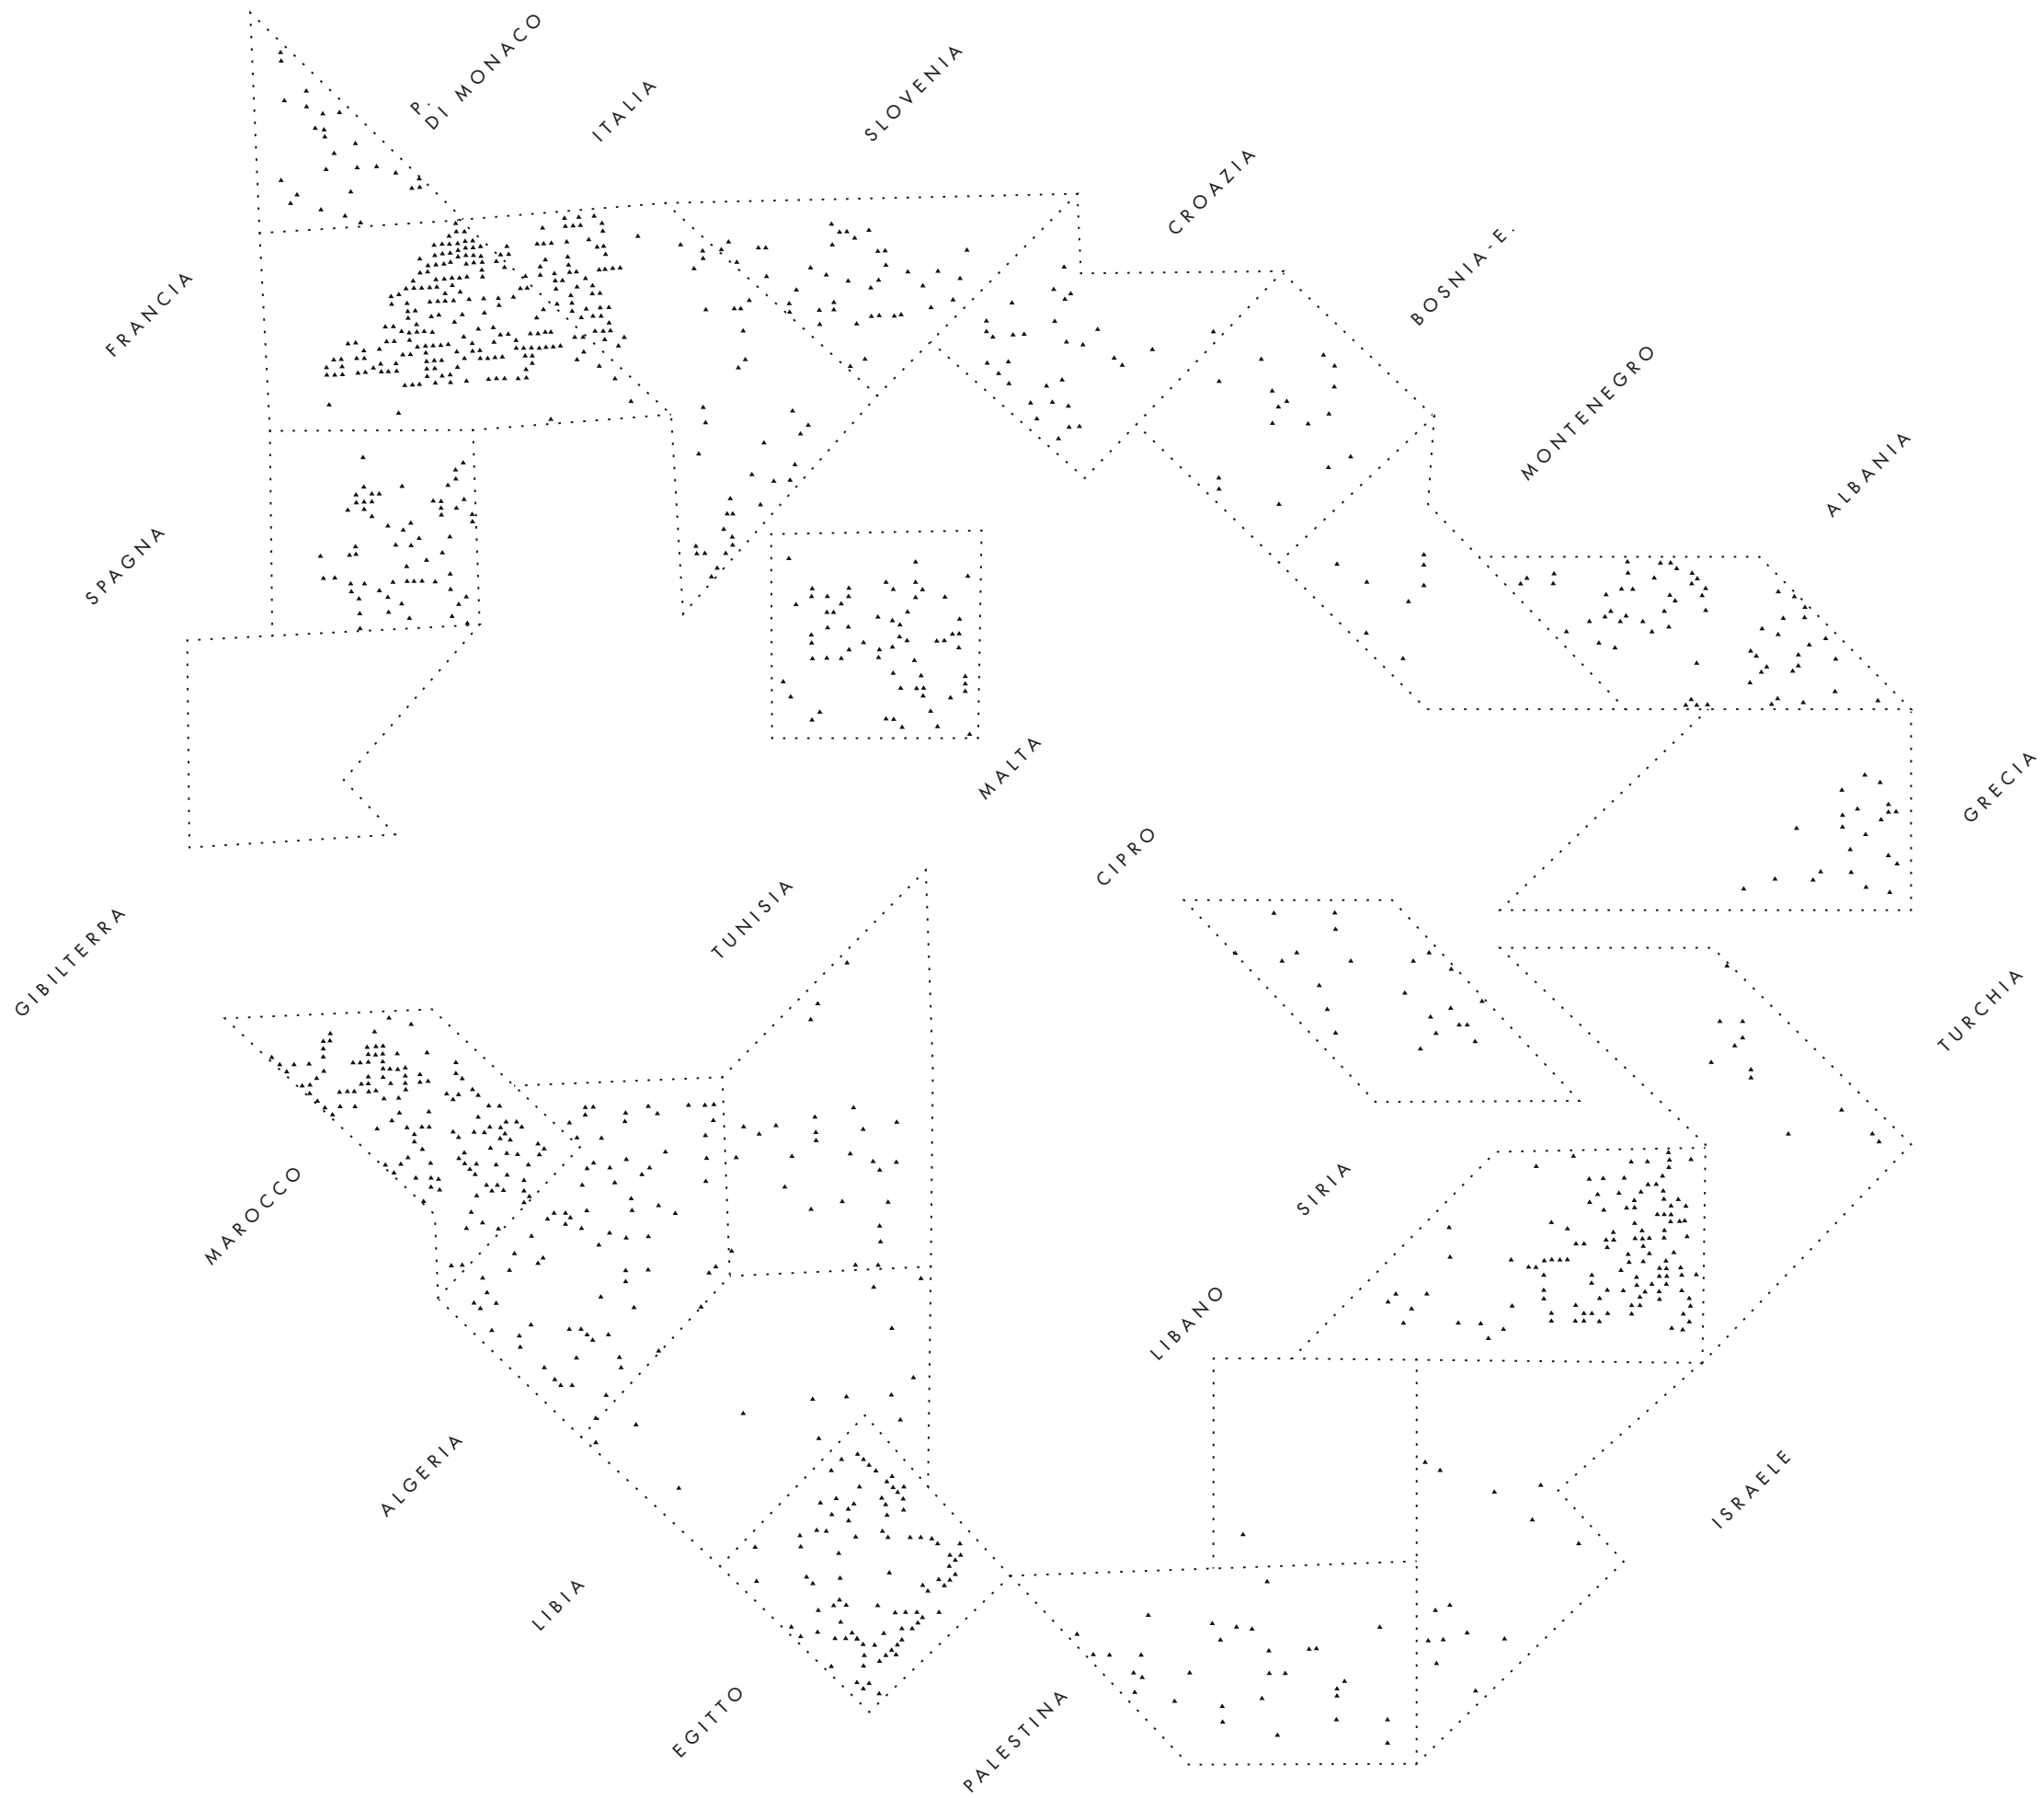 P.
DI MONACO
ITALIA
SLOVENIA
CROAZIA
BOSNIA-E.
MONTENEGRO
ALBANIA
FRANCIA
SPAGNA
MALTA
CIPRO
GRECIA
GIBILTERRA
TUNISIA
TURCHIA
MAROCCO
SIRIA
LIBANO
ALGERIA
ISRAELE
LIBIA
EGITTO
PALESTINA